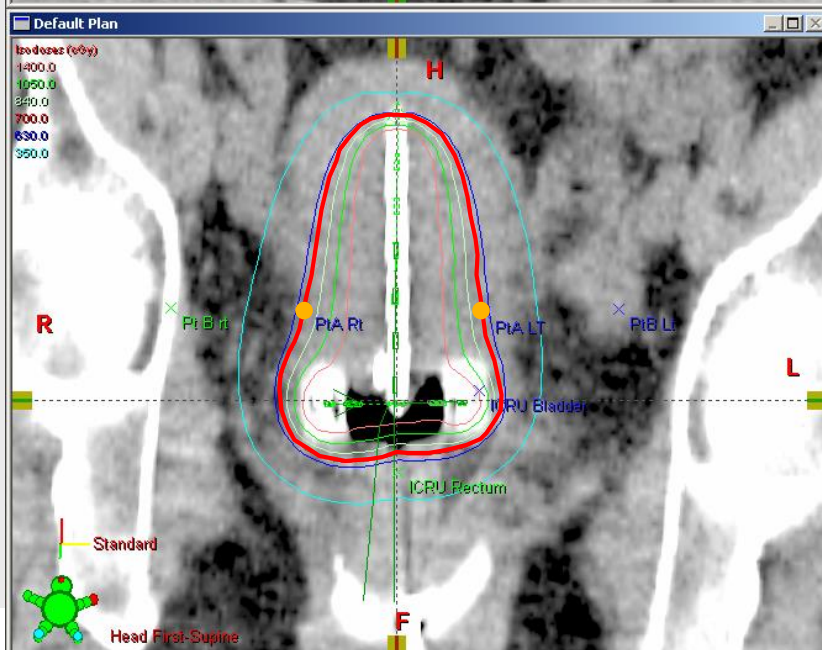 Default Plan
Isodoses (cGy)
1400.0
1050.0
840.0
700.0
630.0
350.0
H
R
Pt B rt
PtA Rt
PtA LT
PtB Lt
L
ICRU Bladder
ICRU Rectum
Standard
F
Head First-Supine